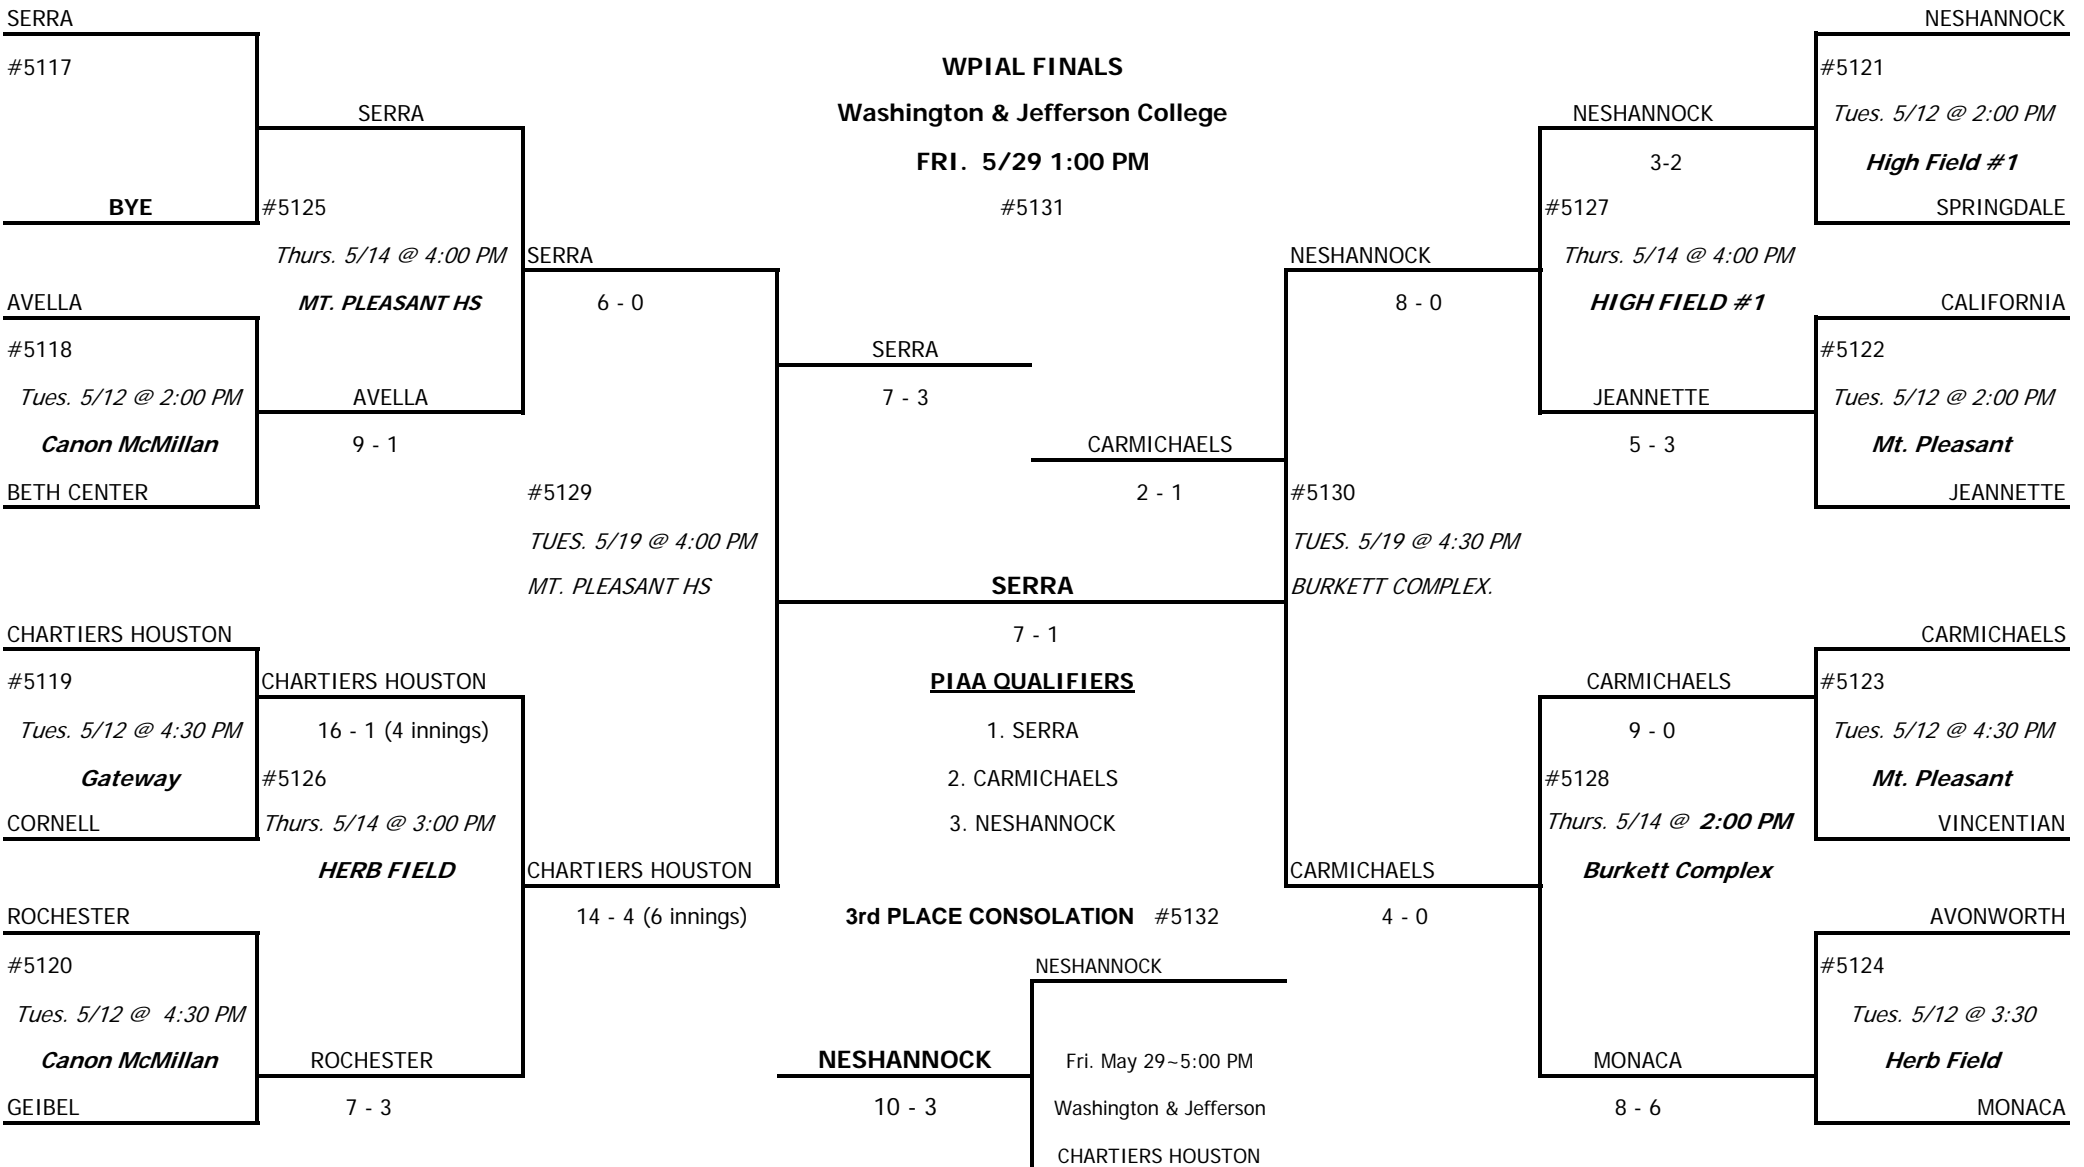 SERRA
#5117
SERRA
BYE
#5125
Thurs. 5/14 @ 4:00 PM
MT. PLEASANT HS
AVELLA
#5118
Tues. 5/12 @ 2:00 PM
Canon McMillan
AVELLA
9 - 1
BETH CENTER
SERRA
6 - 0
#5129
TUES. 5/19 @ 4:00 PM
MT. PLEASANT HS
CHARTIERS HOUSTON
#5119
Tues. 5/12 @ 4:30 PM
Gateway
CORNELL
CHARTIERS HOUSTON
16 - 1 (4 innings)
#5126
Thurs. 5/14 @ 3:00 PM
HERB FIELD
CHARTIERS HOUSTON
14 - 4 (6 innings)
ROCHESTER
#5120
Tues. 5/12 @ 4:30 PM
Canon McMillan
GEIBEL
ROCHESTER
7 - 3
WPIAL FINALS
Washington & Jefferson College
FRI. 5/29 1:00 PM
#5131
SERRA
7 - 3
CARMICHAELS
2 - 1
SERRA
7 - 1
PIAA QUALIFIERS
1. SERRA
2. CARMICHAELS
3. NESHANNOCK
3rd PLACE CONSOLATION #5132
NESHANNOCK
NESHANNOCK
10 - 3
Fri. May 29~5:00 PM
Washington & Jefferson
CHARTIERS HOUSTON
NESHANNOCK
8 - 0
#5130
TUES. 5/19 @ 4:30 PM
BURKETT COMPLEX.
CARMICHAELS
4 - 0
NESHANNOCK
3-2
#5127
Thurs. 5/14 @ 4:00 PM
HIGH FIELD #1
JEANNETTE
5 - 3
CARMICHAELS
9 - 0
#5128
Thurs. 5/14 @ 2:00 PM
Burkett Complex
MONACA
8 - 6
NESHANNOCK
#5121
Tues. 5/12 @ 2:00 PM
High Field #1
SPRINGDALE
CALIFORNIA
#5122
Tues. 5/12 @ 2:00 PM
Mt. Pleasant
JEANNETTE
CARMICHAELS
#5123
Tues. 5/12 @ 4:30 PM
Mt. Pleasant
VINCENTIAN
AVONWORTH
#5124
Tues. 5/12 @ 3:30
Herb Field
MONACA